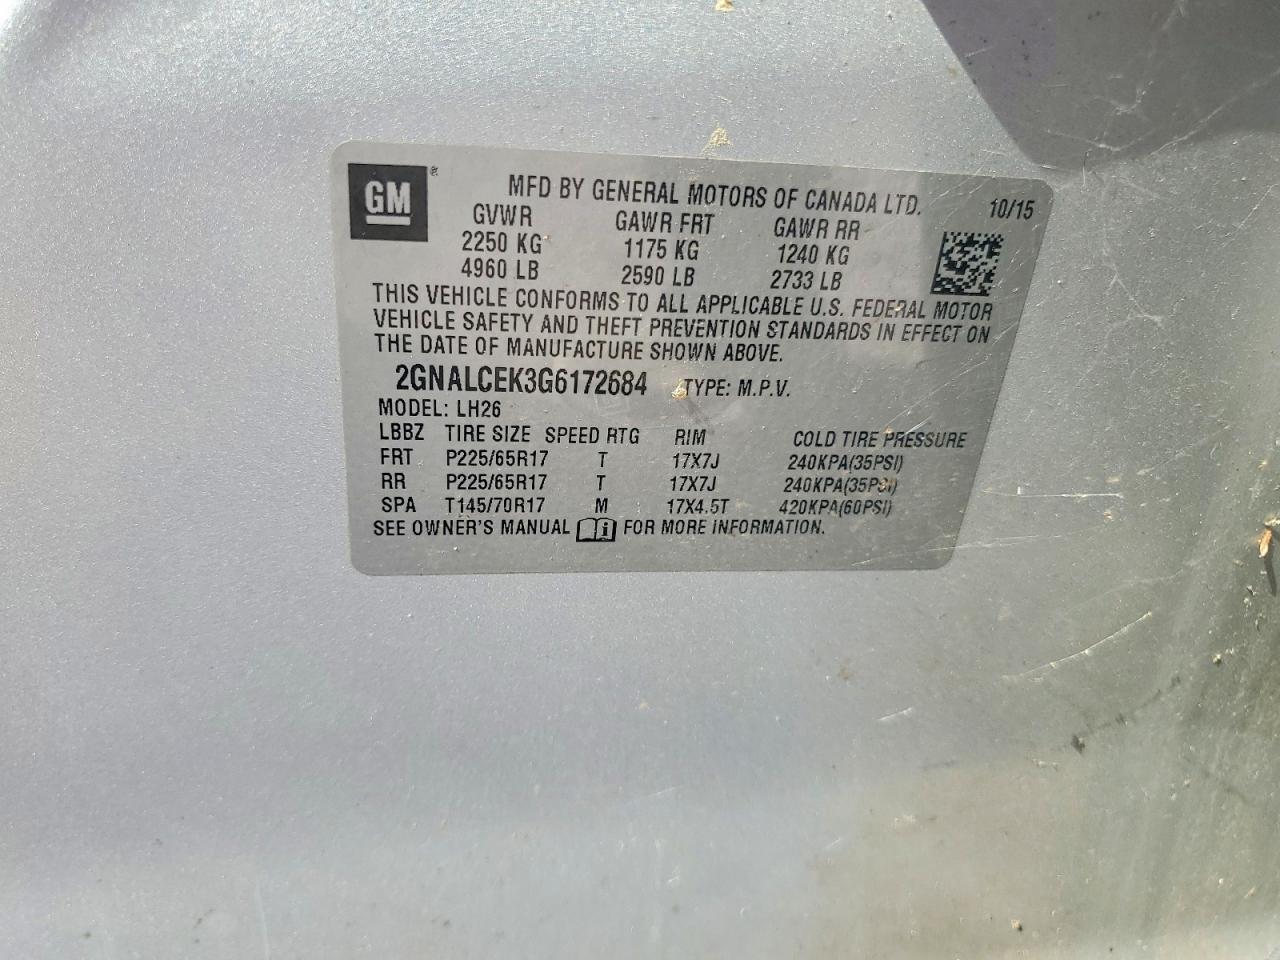 GM®
MFD BY GENERAL MOTORS OF CANADA LTD. 10/15
GVWR GAWR FRT GAWR RR
2250 KG 1175 KG 1240 KG
4960 LB 2590 LB 2733 LB
THIS VEHICLE CONFORMS TO ALL APPLICABLE U.S. FEDERAL MOTOR
VEHICLE SAFETY AND THEFT PREVENTION STANDARDS IN EFFECT ON
THE DATE OF MANUFACTURE SHOWN ABOVE.
2GNALCEK3G6172684 TYPE: M.P.V.
MODEL: LH26
LBBZ TIRE SIZE SPEED RTG RIM COLD TIRE PRESSURE
FRT P225/65R17 T 17X7J 240KPA(35PSI)
RR P225/65R17 T 17X7J 240KPA(35PSI)
SPA T145/70R17 M 17X4.5T 420KPA(60PSI)
SEE OWNER'S MANUAL i FOR MORE INFORMATION.